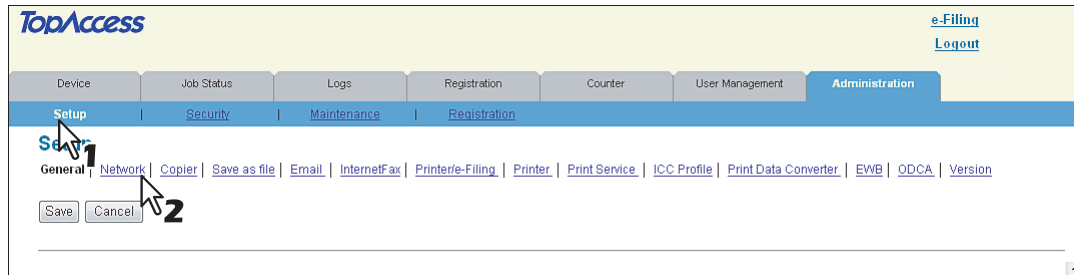 TopAccess
e-Filing
Logout
Device Job Status Logs Registration Counter User Management Administration
Setup | Security | Maintenance | Registration
Setup
1
General | Network | Copier | Save as file | Email | InternetFax | Printer/e-Filing | Printer | Print Service | ICC Profile | Print Data Converter | EWB | ODCA | Version
Save Cancel 2